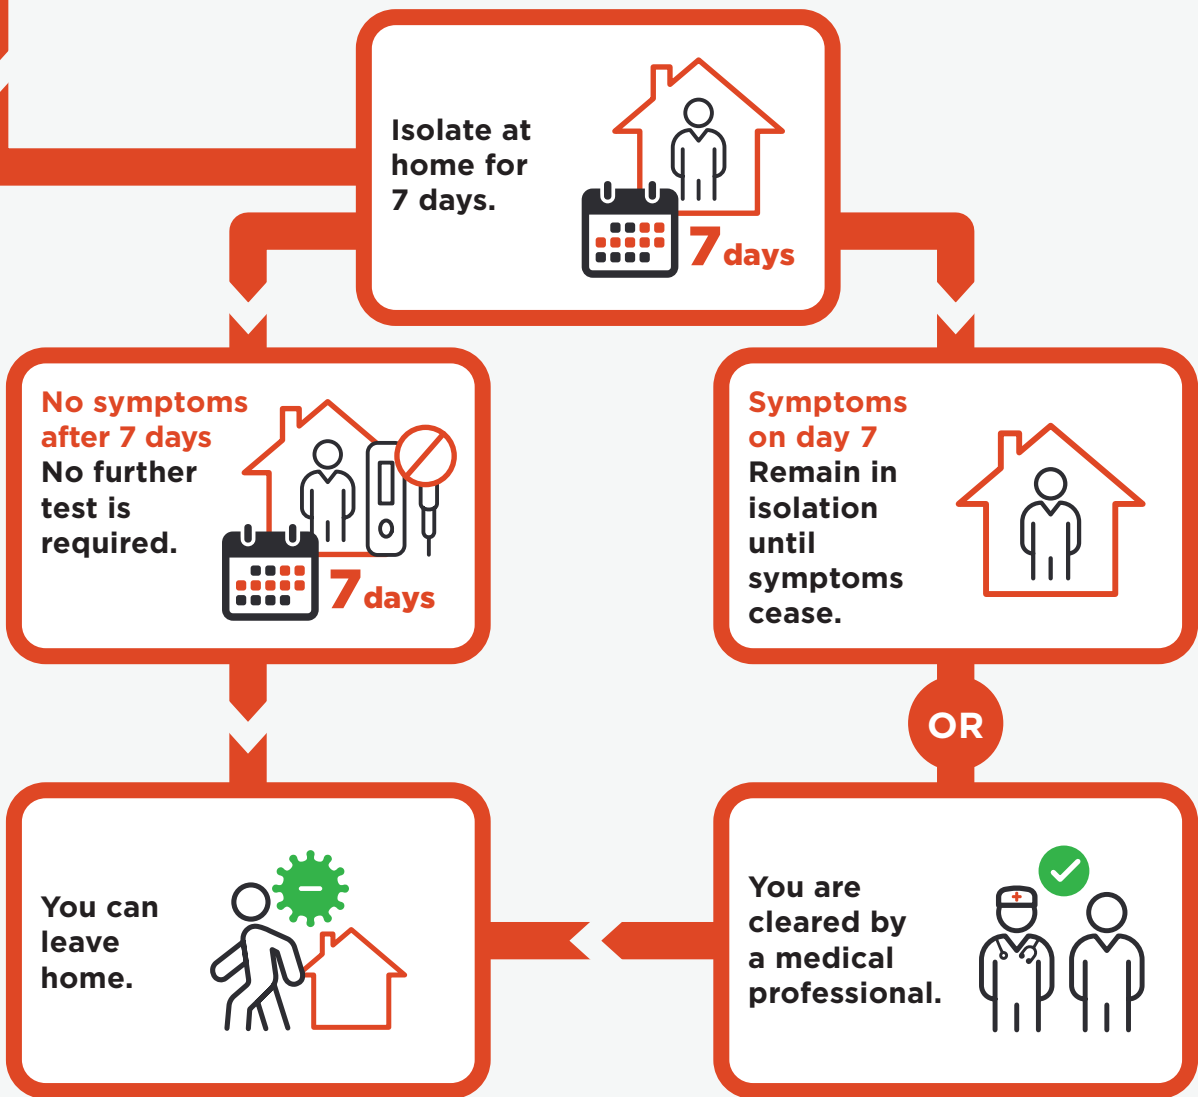 Isolate at
home for
7 days.
7 days
No symptoms
after 7 days
No further
test is
required.
7 days
Symptoms
on day 7
Remain in
isolation
until
symptoms
cease.
OR
You can
leave
home.
You are
cleared by
a medical
professional.